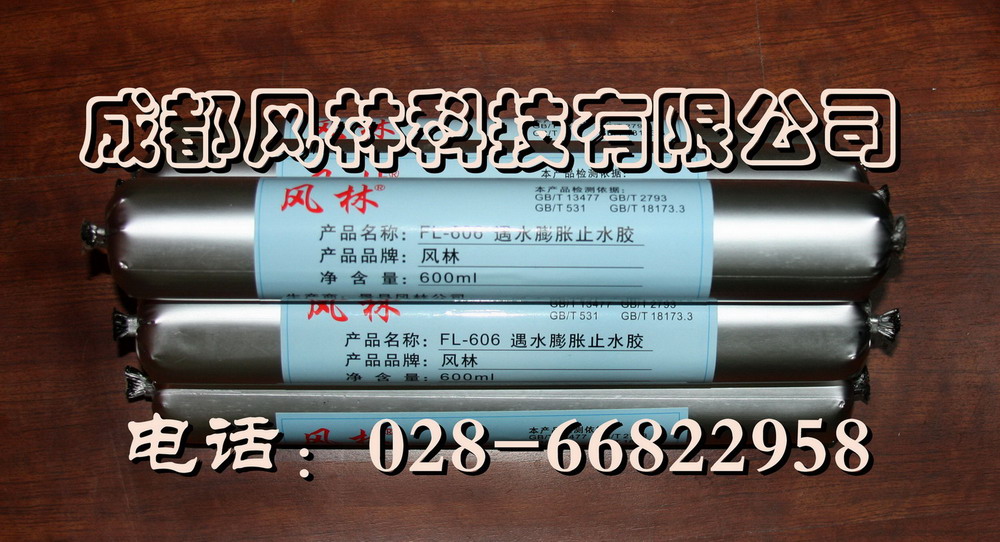 成都风林科技有限公司
风林®
本产品检测依据:
GB/T 13477 GB/T 2793
GB/T 531 GB/T 18173.3
产品名称: FL-606 遇水膨胀止水胶
产品品牌: 风林
净含量: 600ml
风林
GB/T 13477 GB/T 2793
GB/T 531 GB/T 18173.3
产品名称: FL-606 遇水膨胀止水胶
产品品牌: 风林
净含量: 600ml
风林
电话: 028-66822958